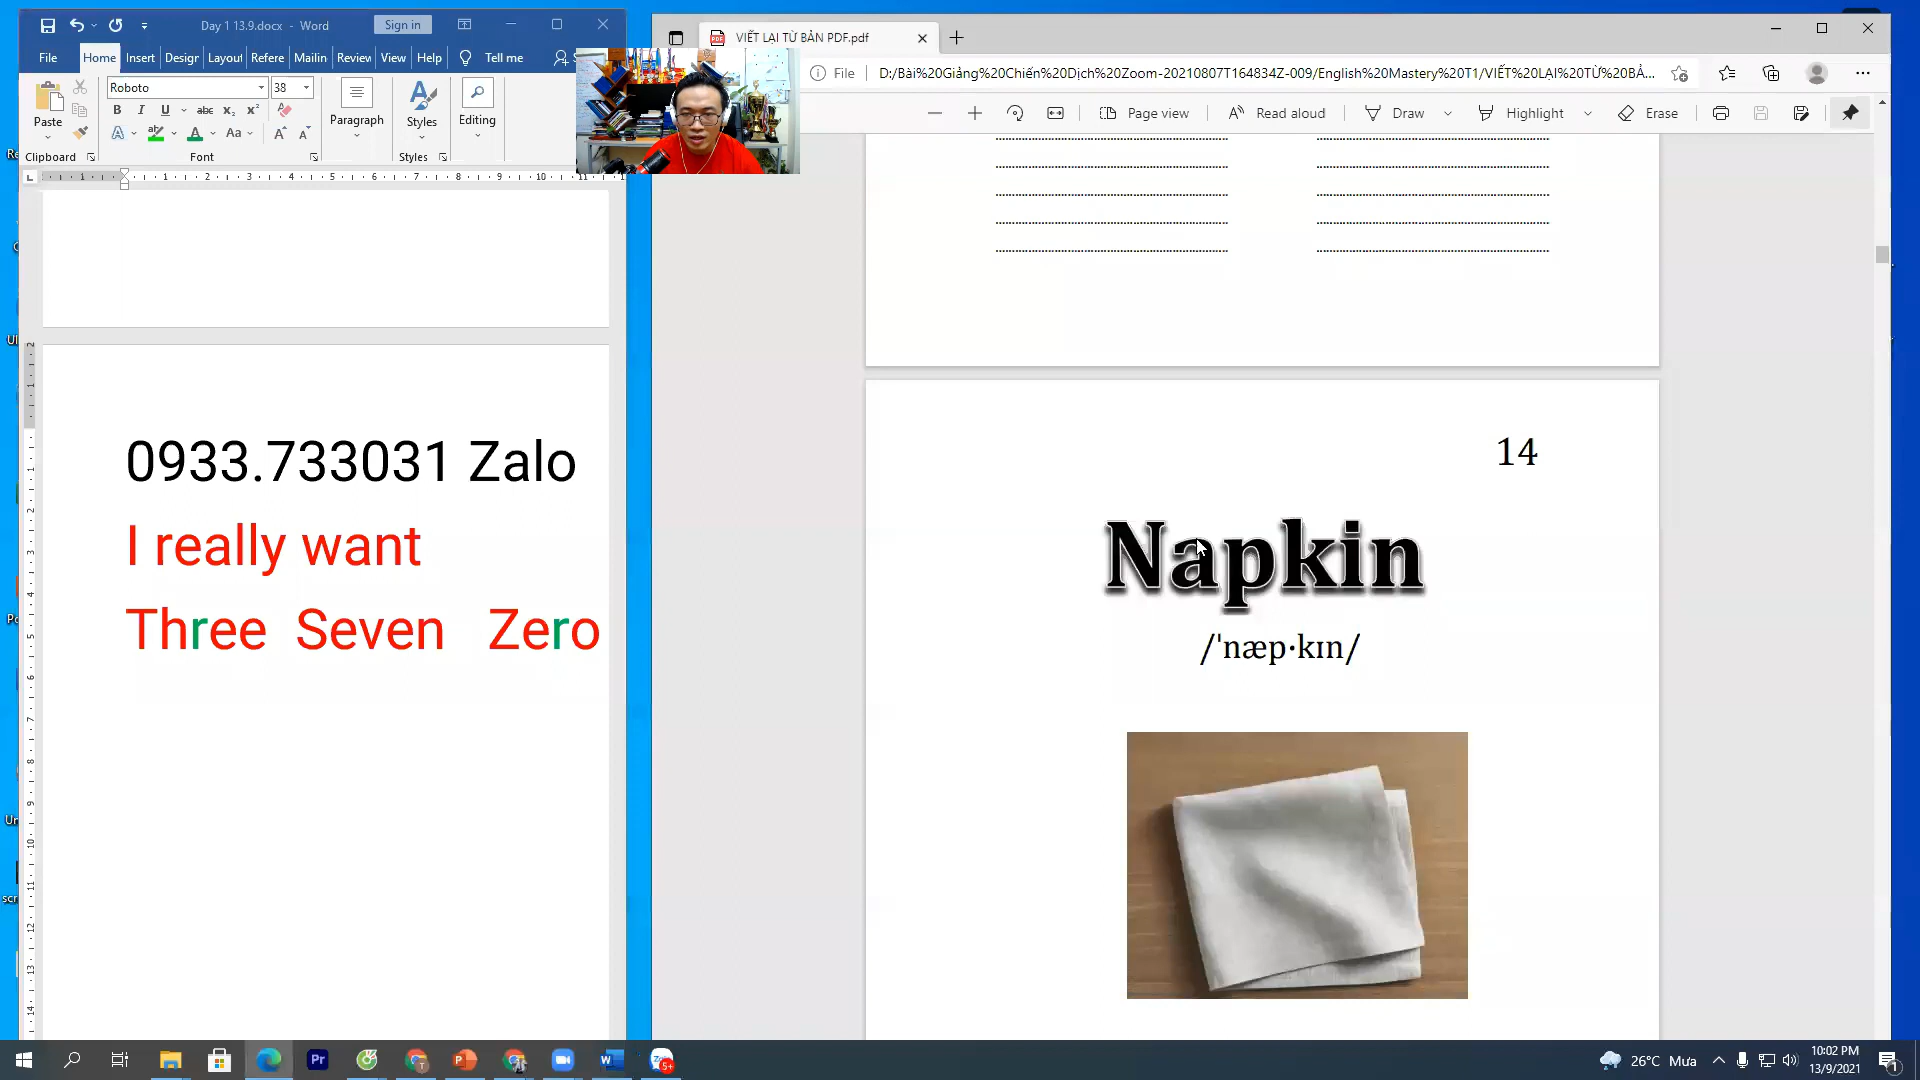 Day 1 13.9.docx - Word
Sign in
File Home Insert Design Layout Refere Mailin Review View Help Tell me
Roboto 38
Paste
Paragraph
Styles
Editing
Clipboard Font Styles
0933.733031 Zalo
I really want
Three Seven Zero
VIẾT LẠI TỪ BẢN PDF.pdf
File D:/Bài%20Giảng%20Chiến%20Dịch%20Zoom-20210807T164834Z-009/English%20Mastery%20T1/VIẾT%20LẠI%20TỪ%20BẢ...
Page view Read aloud Draw Highlight Erase
14
Napkin
/ˈnæp·kɪn/
26°C Mưa
10:02 PM
13/9/2021